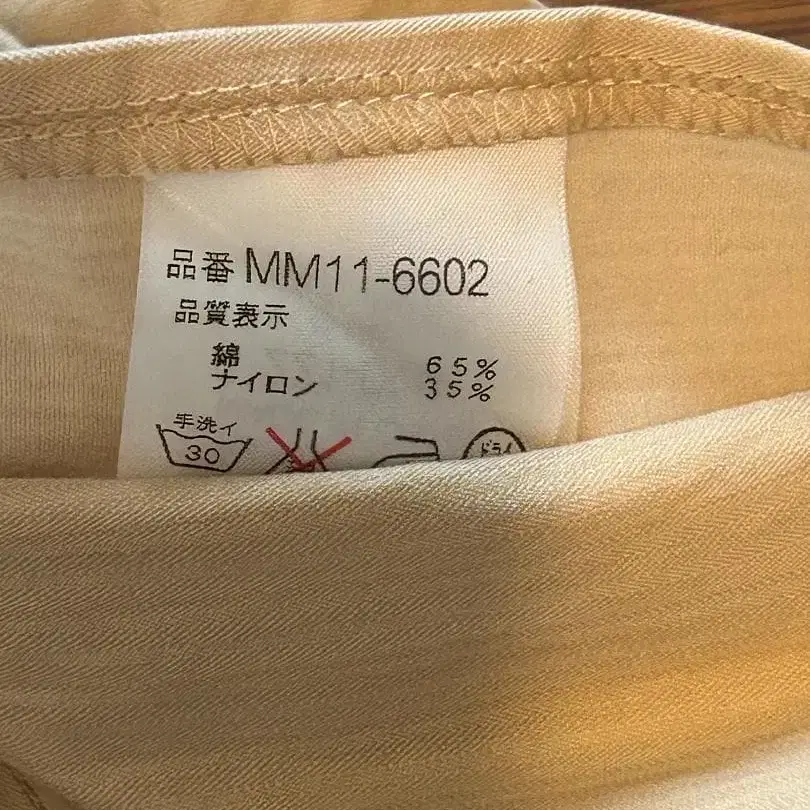 品番 MM11-6602
品質表示
綿 65%
ナイロン 35%
手洗イ
30
ドライ